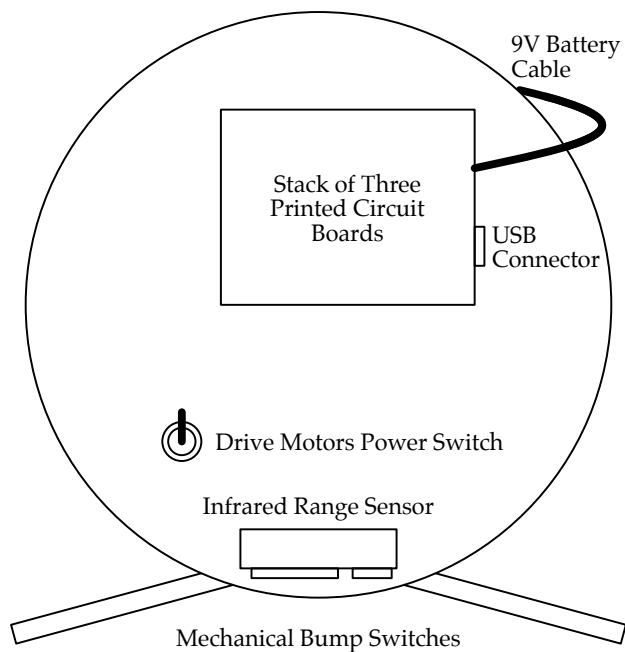 9V Battery
Cable
Stack of Three
Printed Circuit
Boards
USB
Connector
Drive Motors Power Switch
Infrared Range Sensor
Mechanical Bump Switches